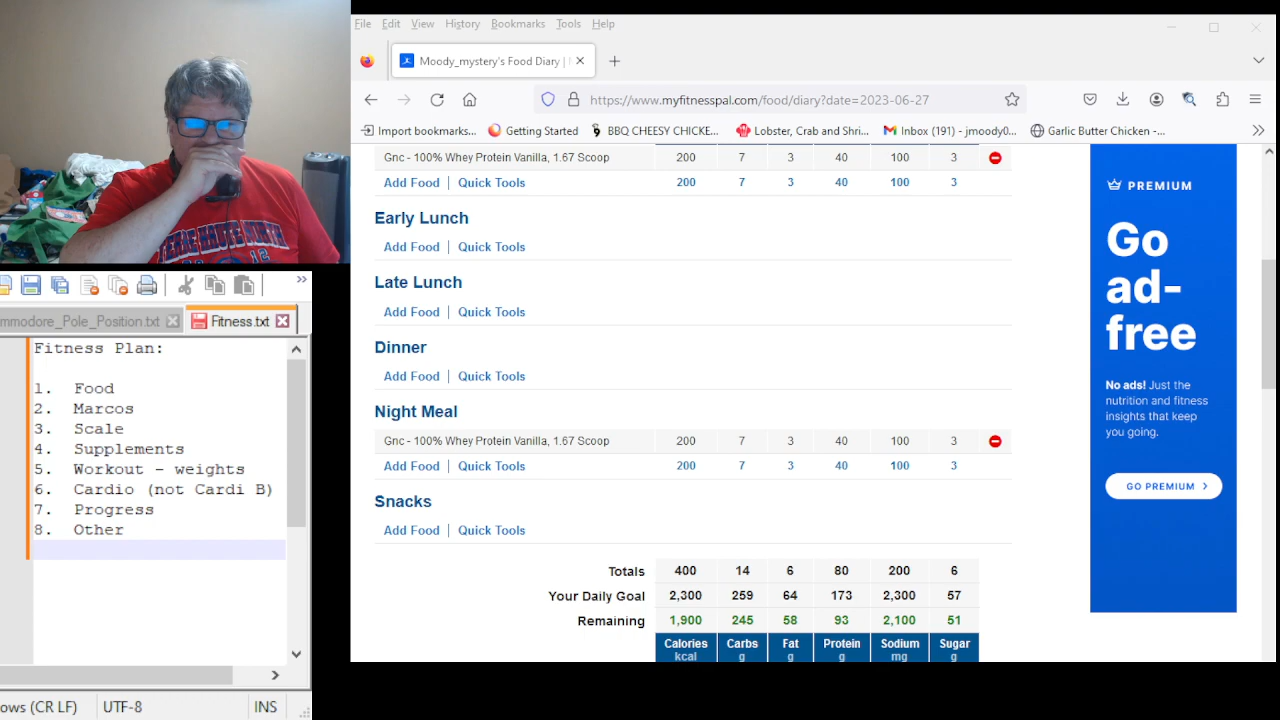 File Edit View History Bookmarks Tools Help
Moody_mystery's Food Diary |
https://www.myfitnesspal.com/food/diary?date=2023-06-27
Import bookmarks... Getting Started BBQ CHEESY CHICKE... Lobster, Crab and Shri... Inbox (191) - jmoody0... Garlic Butter Chicken -...
Gnc - 100% Whey Protein Vanilla, 1.67 Scoop 200 7 3 40 100 3
Add Food | Quick Tools 200 7 3 40 100 3
Early Lunch
Add Food | Quick Tools
Late Lunch
Add Food | Quick Tools
Dinner
Add Food | Quick Tools
Night Meal
Gnc - 100% Whey Protein Vanilla, 1.67 Scoop 200 7 3 40 100 3
Add Food | Quick Tools 200 7 3 40 100 3
Snacks
Add Food | Quick Tools
Totals 400 14 6 80 200 6
Your Daily Goal 2,300 259 64 173 2,300 57
Remaining 1,900 245 58 93 2,100 51
Calories Carbs Fat Protein Sodium Sugar
kcal g g g mg g
PREMIUM
Go
ad-
free
No ads! Just the
nutrition and fitness
insights that keep
you going.
GO PREMIUM
TERRE HAUTE NORTH
mmodore_Pole_Position.txt Fitness.txt
Fitness Plan:
1. Food
2. Marcos
3. Scale
4. Supplements
5. Workout - weights
6. Cardio (not Cardi B)
7. Progress
8. Other
ows (CR LF) UTF-8 INS